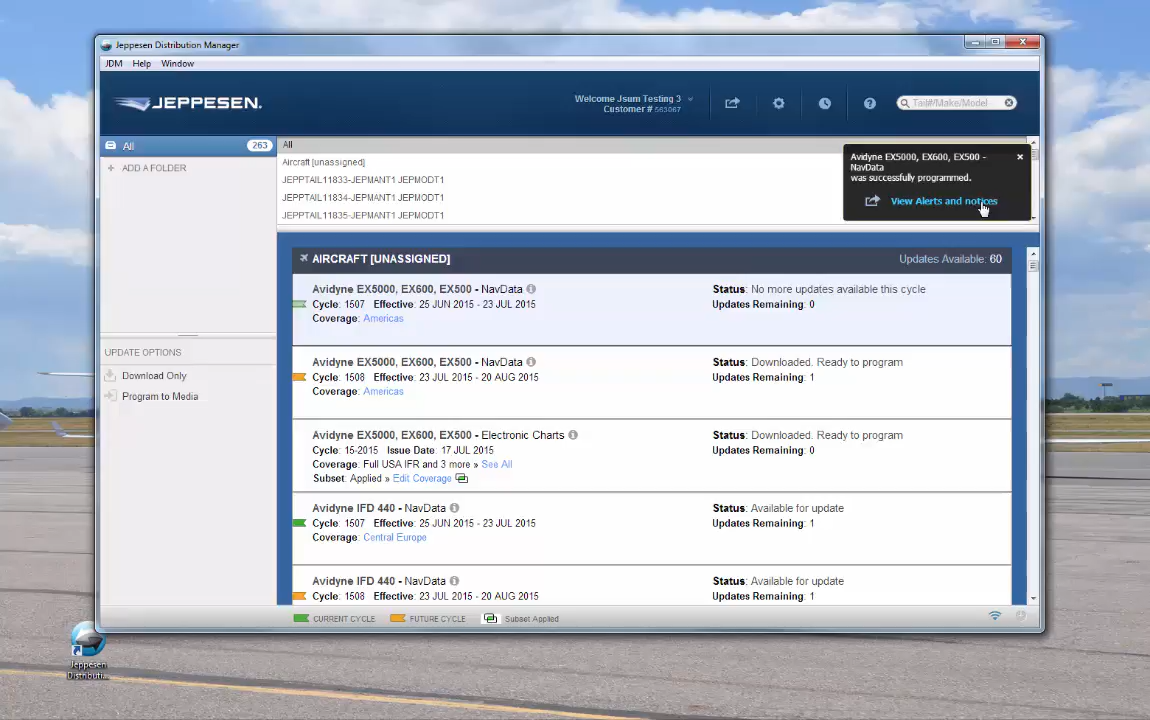 Jeppesen Distribution Manager
JDM Help Window
JEPPESEN.
Welcome Jsum Testing 3
Customer # 563067
Tail#/Make/Model
All 263
ADD A FOLDER
All
Aircraft [unassigned]
JEPPTAIL11833-JEPMANT1 JEPMODT1
JEPPTAIL11834-JEPMANT1 JEPMODT1
JEPPTAIL11835-JEPMANT1 JEPMODT1
Avidyne EX5000, EX600, EX500 -
NavData
was successfully programmed.
View Alerts and notices
AIRCRAFT [UNASSIGNED] Updates Available: 60
Avidyne EX5000, EX600, EX500 - NavData Status: No more updates available this cycle
Cycle: 1507 Effective: 25 JUN 2015 - 23 JUL 2015 Updates Remaining: 0
Coverage: Americas
Avidyne EX5000, EX600, EX500 - NavData Status: Downloaded. Ready to program
Cycle: 1508 Effective: 23 JUL 2015 - 20 AUG 2015 Updates Remaining: 1
Coverage: Americas
Avidyne EX5000, EX600, EX500 - Electronic Charts Status: Downloaded. Ready to program
Cycle: 15-2015 Issue Date: 17 JUL 2015 Updates Remaining: 0
Coverage: Full USA IFR and 3 more » See All
Subset: Applied » Edit Coverage
Avidyne IFD 440 - NavData Status: Available for update
Cycle: 1507 Effective: 25 JUN 2015 - 23 JUL 2015 Updates Remaining: 1
Coverage: Central Europe
Avidyne IFD 440 - NavData Status: Available for update
Cycle: 1508 Effective: 23 JUL 2015 - 20 AUG 2015 Updates Remaining: 1
UPDATE OPTIONS
Download Only
Program to Media
CURRENT CYCLE FUTURE CYCLE Subset Applied
Jeppesen
Distributi...